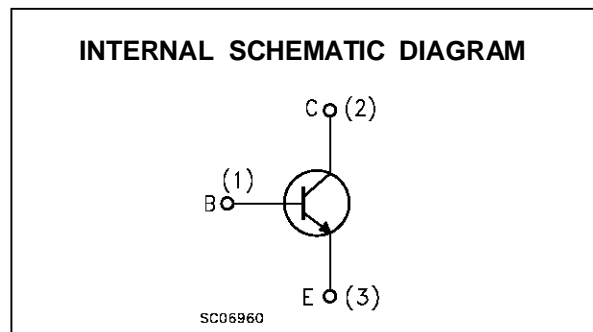 INTERNAL SCHEMATIC DIAGRAM
C (2)
(1)
B
E (3)
SC06960